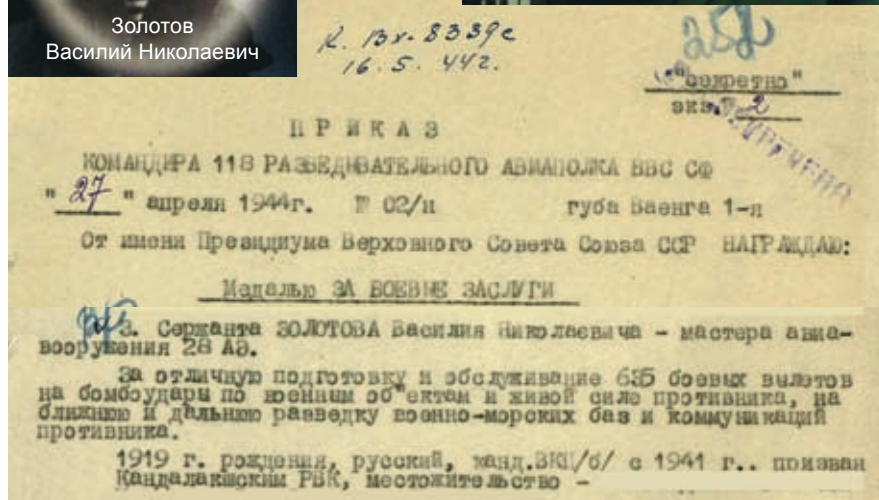 Золотов
Василий Николаевич
К. Вх-8339с
16.5.44г.
252
"Секретно"
экз. 2
П Р И К А З
КОМАНДИРА 118 РАЗВЕДЫВАТЕЛЬНОГО АВИАПОЛКА ВВС СФ
" 27 " апреля 1944г. № 02/н губа Ваенга 1-я
От имени Президиума Верховного Совета Союза ССР НАГРАЖДАЮ:
Медалью ЗА БОЕВЫЕ ЗАСЛУГИ
3. Сержанта ЗОЛОТОВА Василия Николаевича - мастера авиа-
вооружения 28 АЭ.
За отличную подготовку и обслуживание 635 боевых вылетов
на бомбоудары по военным об"ектам и живой силе противника, на
ближнюю и дальнюю разведку военно-морских баз и коммуникаций
противника.
1919 г. рождения, русский, канд.ВКП/б/ с 1941 г.. призван
Кандалакшским РВК, местожительство -